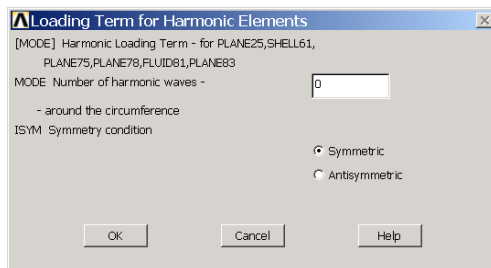 Loading Term for Harmonic Elements
[MODE] Harmonic Loading Term - for PLANE25,SHELL61,
PLANE75,PLANE78,FLUID81,PLANE83
MODE Number of harmonic waves -
0
- around the circumference
ISYM Symmetry condition
Symmetric
Antisymmetric
OK Cancel Help